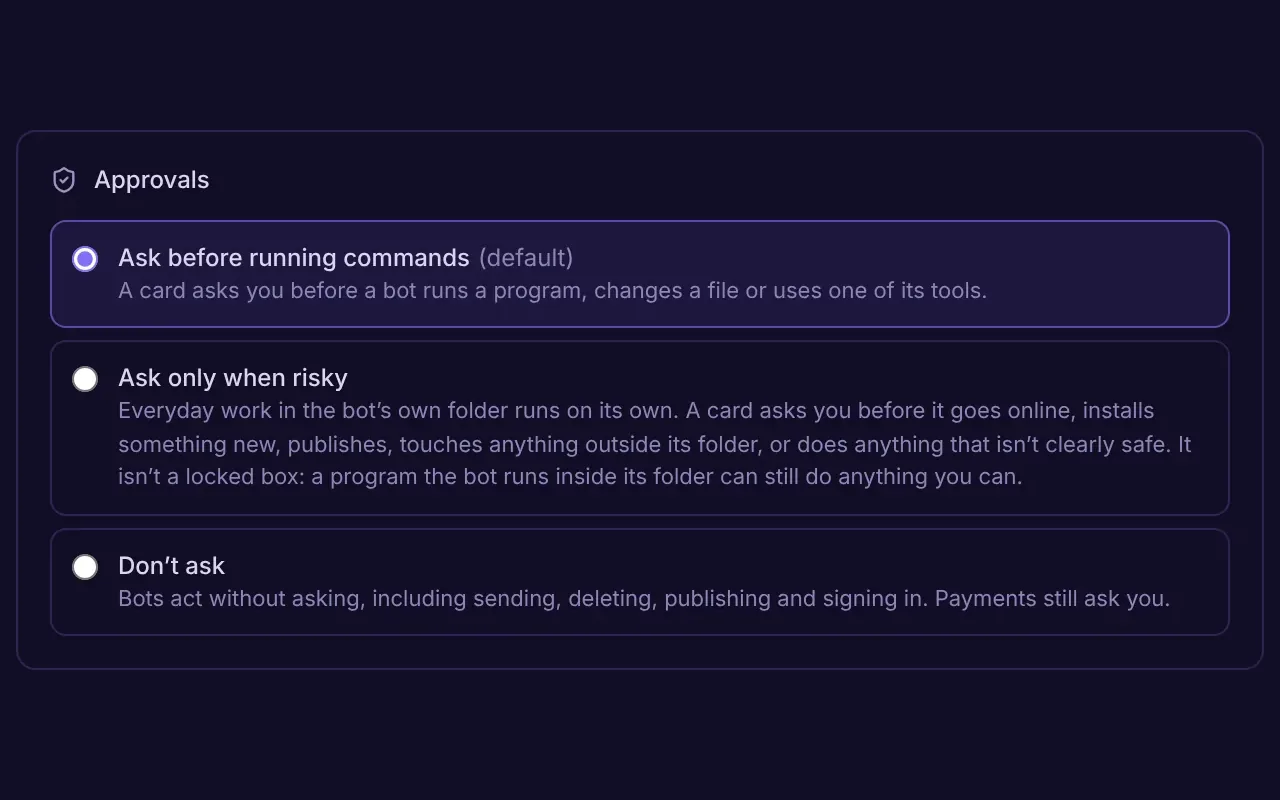 Approvals
Ask before running commands (default)
A card asks you before a bot runs a program, changes a file or uses one of its tools.
Ask only when risky
Everyday work in the bot’s own folder runs on its own. A card asks you before it goes online, installs
something new, publishes, touches anything outside its folder, or does anything that isn’t clearly safe. It
isn’t a locked box: a program the bot runs inside its folder can still do anything you can.
Don’t ask
Bots act without asking, including sending, deleting, publishing and signing in. Payments still ask you.